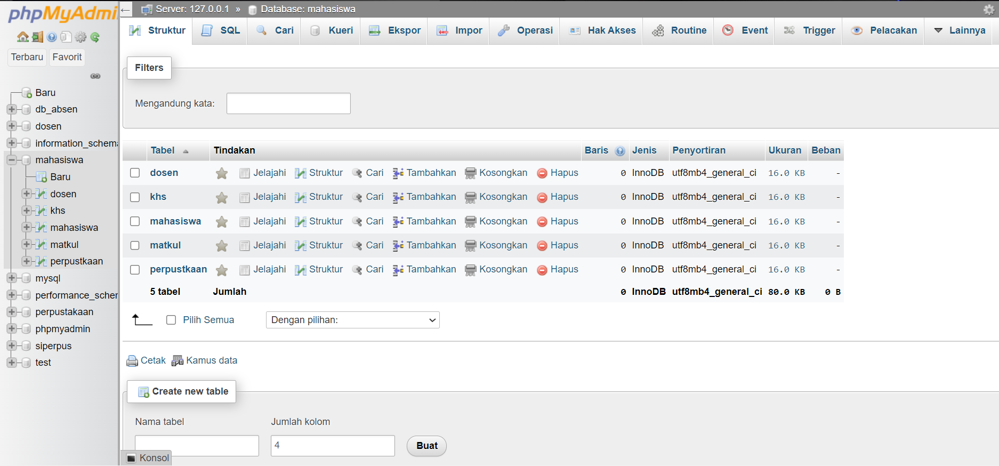 phpMyAdmi
Server: 127.0.0.1 » Database: mahasiswa
Struktur SQL Cari Kueri Ekspor Impor Operasi Hak Akses Routine Event Trigger Pelacakan Lainnya
Terbaru Favorit
Baru
db_absen
dosen
information_schema
mahasiswa
Baru
dosen
khs
mahasiswa
matkul
perpustkaan
mysql
performance_scher
perpustakaan
phpmyadmin
siperpus
test
Filters
Mengandung kata:
Tabel Tindakan Baris Jenis Penyortiran Ukuran Beban
dosen Jelajahi Struktur Cari Tambahkan Kosongkan Hapus 0 InnoDB utf8mb4_general_ci 16.0 KB -
khs Jelajahi Struktur Cari Tambahkan Kosongkan Hapus 0 InnoDB utf8mb4_general_ci 16.0 KB -
mahasiswa Jelajahi Struktur Cari Tambahkan Kosongkan Hapus 0 InnoDB utf8mb4_general_ci 16.0 KB -
matkul Jelajahi Struktur Cari Tambahkan Kosongkan Hapus 0 InnoDB utf8mb4_general_ci 16.0 KB -
perpustkaan Jelajahi Struktur Cari Tambahkan Kosongkan Hapus 0 InnoDB utf8mb4_general_ci 16.0 KB -
5 tabel Jumlah 0 InnoDB utf8mb4_general_ci 80.0 KB 0 B
Pilih Semua Dengan pilihan:
Cetak Kamus data
Create new table
Nama tabel Jumlah kolom
4 Buat
Konsol